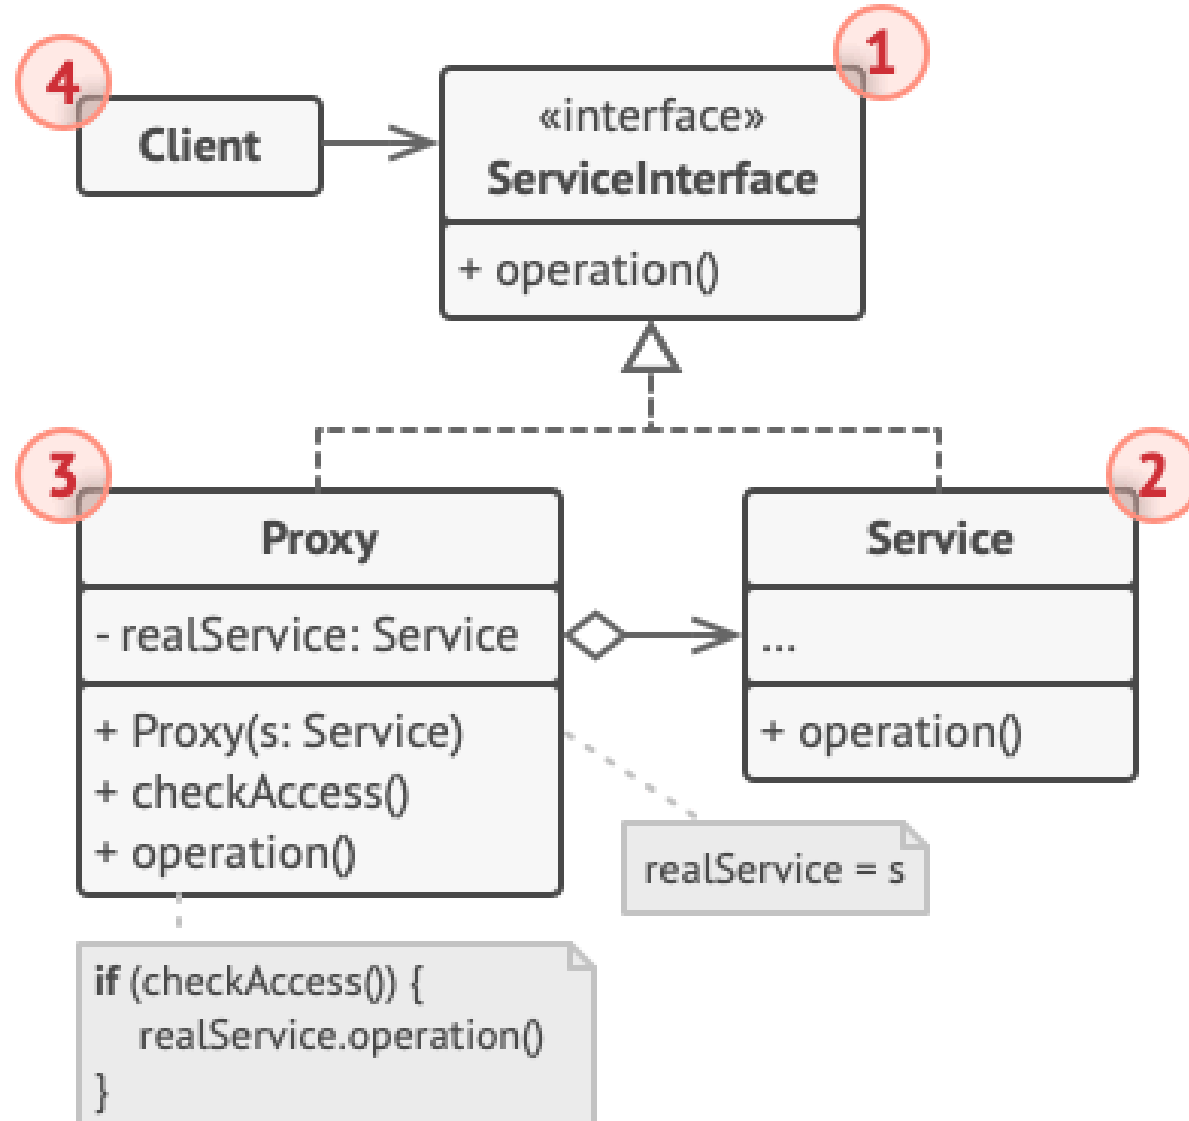 4
Client
1
«interface»
ServiceInterface
+ operation()
3
Proxy
- realService: Service
+ Proxy(s: Service)
+ checkAccess()
+ operation()
2
Service
...
+ operation()
realService = s
if (checkAccess()) {
realService.operation()
}